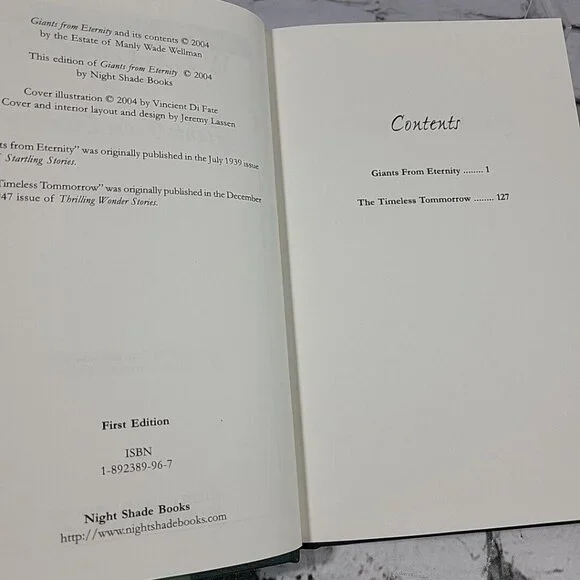 Giants from Eternity and its contents © 2004
by the Estate of Manly Wade Wellman
This edition of Giants from Eternity © 2004
by Night Shade Books
Cover illustration © 2004 by Vincient Di Fate
Cover and interior layout and design by Jeremy Lassen
ts from Eternity" was originally published in the July 1939 issue
Startling Stories.
Timeless Tommorrow" was originally published in the December
47 issue of Thrilling Wonder Stories.
First Edition
ISBN
1-892389-96-7
Night Shade Books
http://www.nightshadebooks.com
Contents
Giants From Eternity ........ 1
The Timeless Tommorrow ........ 127